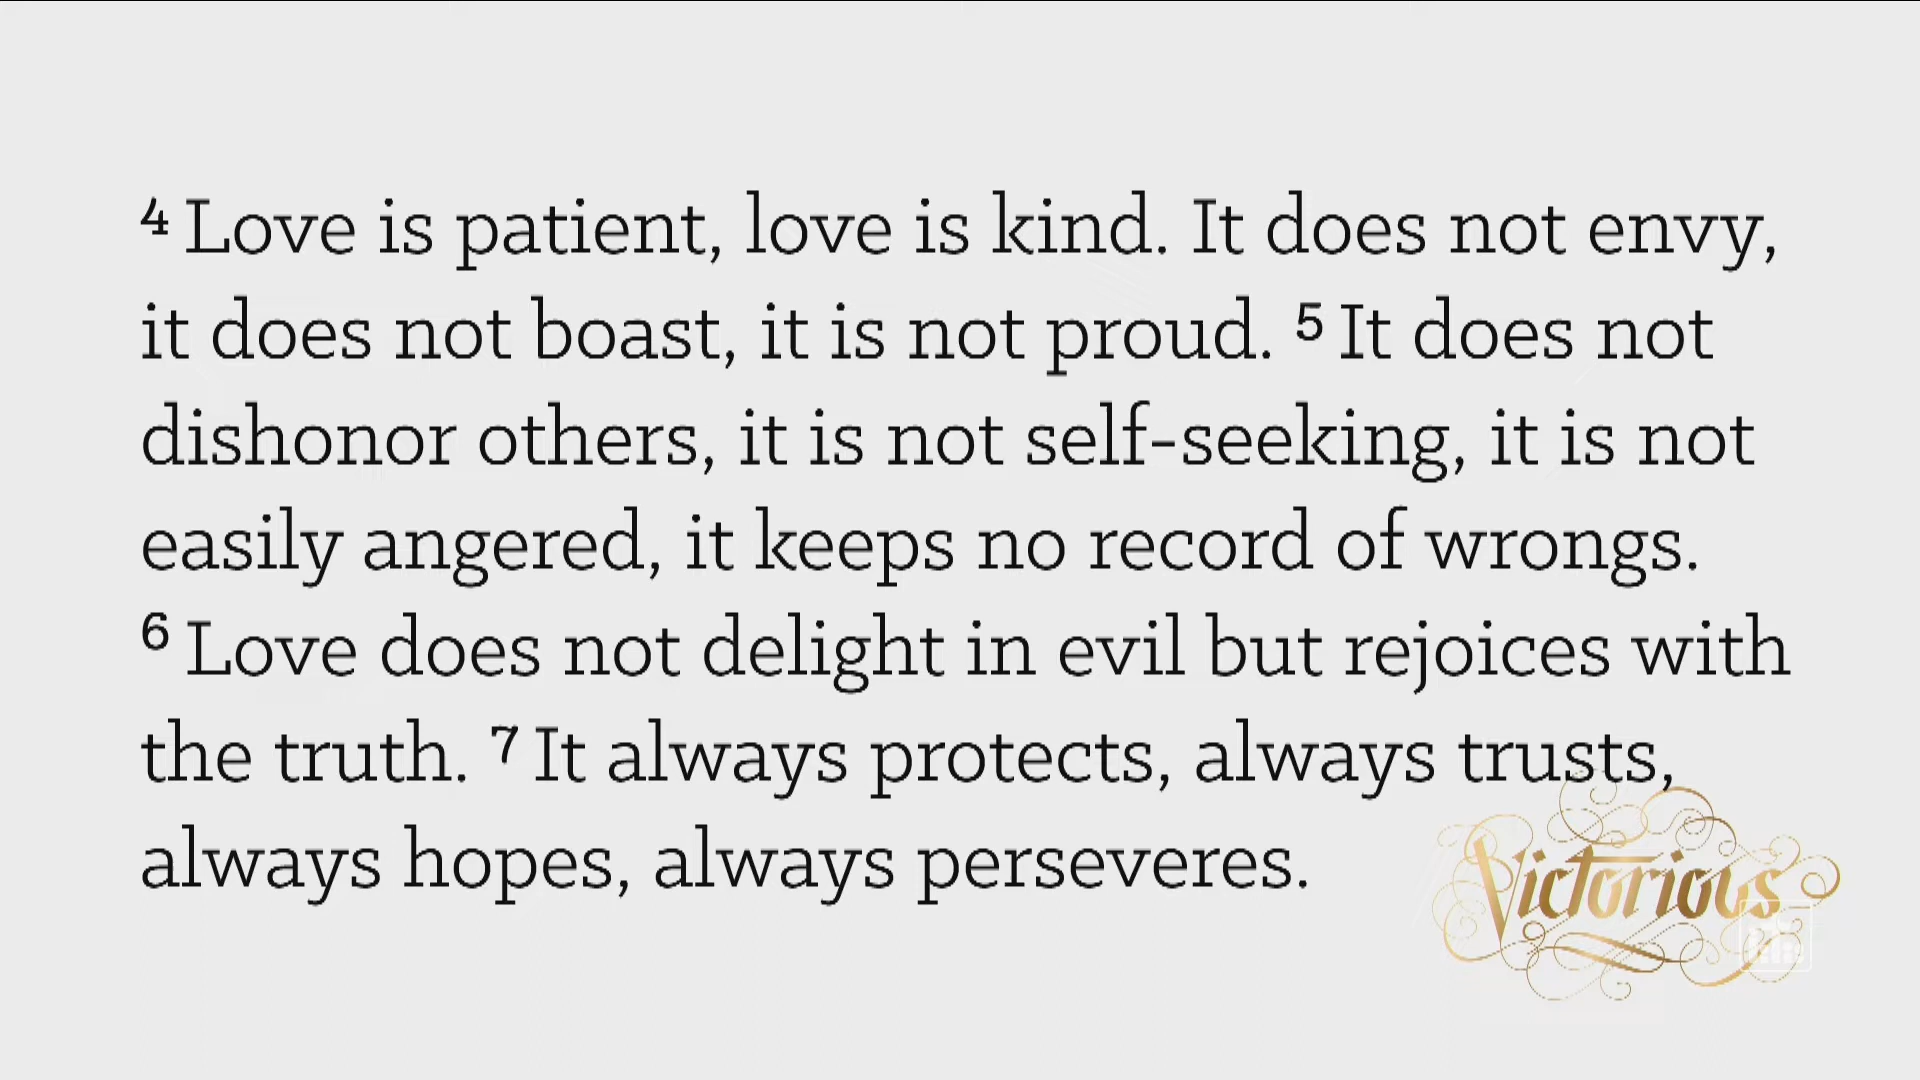 ⁴ Love is patient, love is kind. It does not envy,
it does not boast, it is not proud. ⁵ It does not
dishonor others, it is not self-seeking, it is not
easily angered, it keeps no record of wrongs.
⁶ Love does not delight in evil but rejoices with
the truth. ⁷ It always protects, always trusts,
always hopes, always perseveres.
Victorious